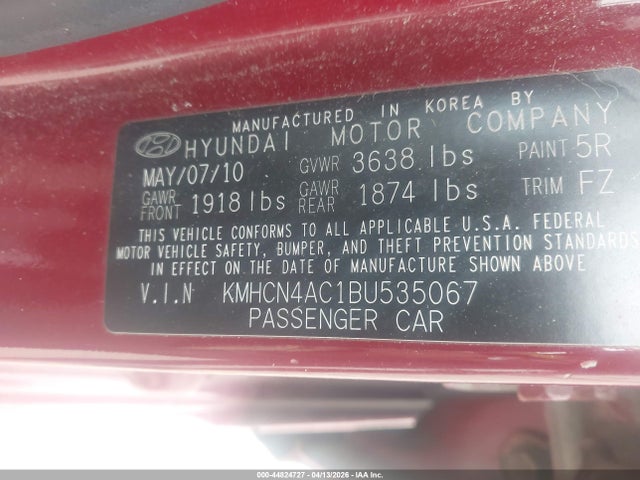 MANUFACTURED IN KOREA BY
HYUNDAI MOTOR COMPANY
MAY/07/10 GVWR 3638 lbs PAINT 5R
GAWR FRONT 1918 lbs GAWR REAR 1874 lbs TRIM FZ
THIS VEHICLE CONFORMS TO ALL APPLICABLE U.S.A. FEDERAL
MOTOR VEHICLE SAFETY, BUMPER, AND THEFT PREVENTION STANDARDS
IN EFFECT ON THE DATE OF MANUFACTURE SHOWN ABOVE
V.I.N KMHCN4AC1BU535067
PASSENGER CAR
000-44824727 - 04/13/2026 - IAA Inc.